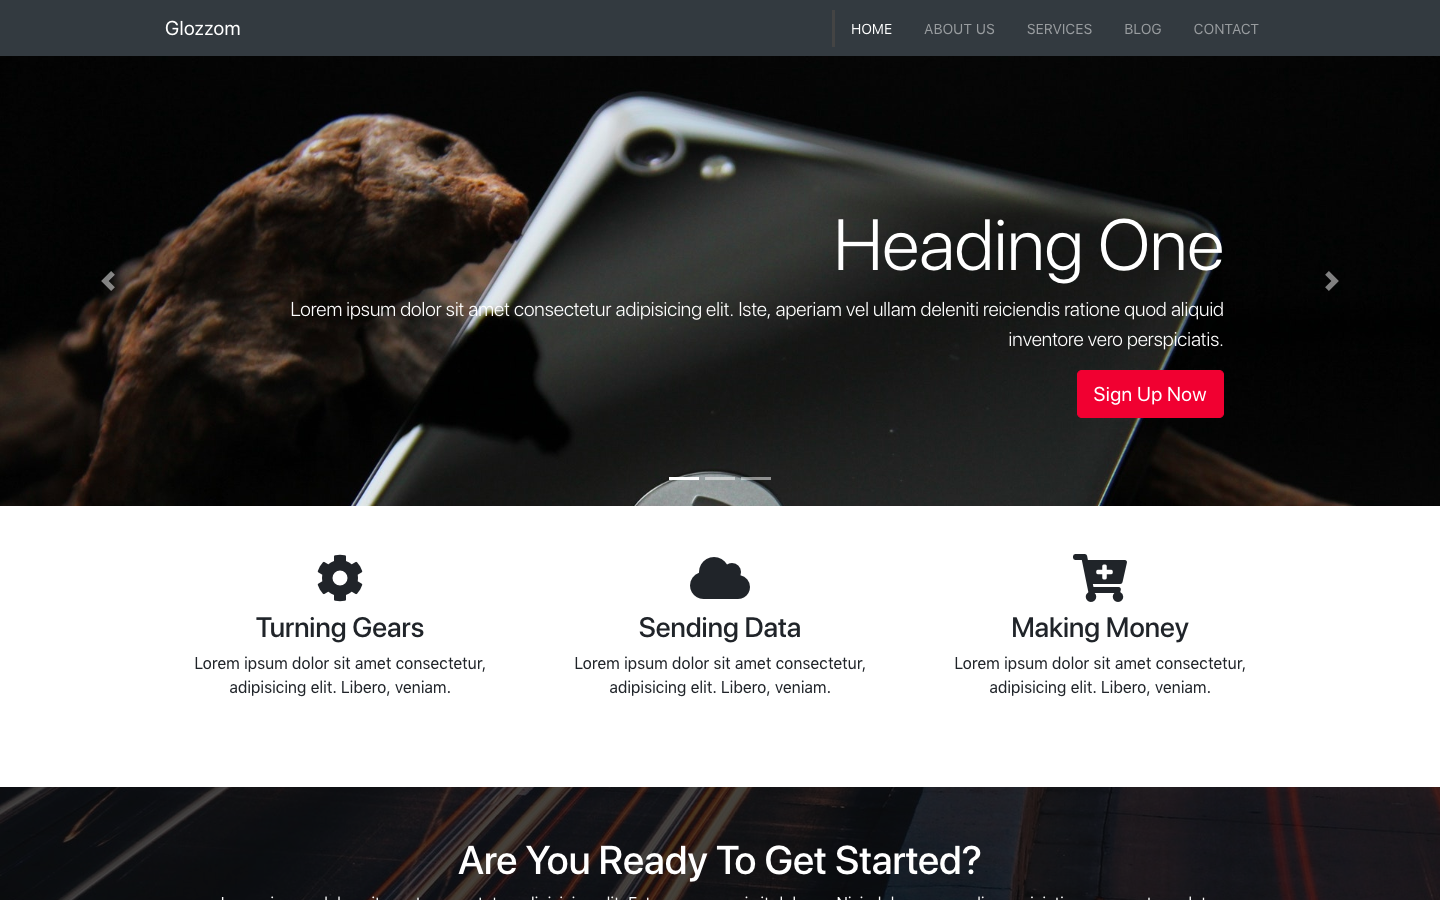 Glozzom
HOME ABOUT US SERVICES BLOG CONTACT
Heading One
Lorem ipsum dolor sit amet consectetur adipisicing elit. Iste, aperiam vel ullam deleniti reiciendis ratione quod aliquid
inventore vero perspiciatis.
Sign Up Now
Turning Gears
Lorem ipsum dolor sit amet consectetur,
adipisicing elit. Libero, veniam.
Sending Data
Lorem ipsum dolor sit amet consectetur,
adipisicing elit. Libero, veniam.
Making Money
Lorem ipsum dolor sit amet consectetur,
adipisicing elit. Libero, veniam.
Are You Ready To Get Started?